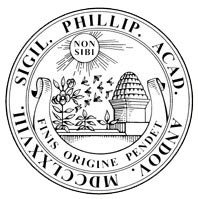 SIGIL. PHILLIP. ACAD. ANDOV. MDCCLXXVIII.
NON
SIBI
FINIS ORIGINE PENDET